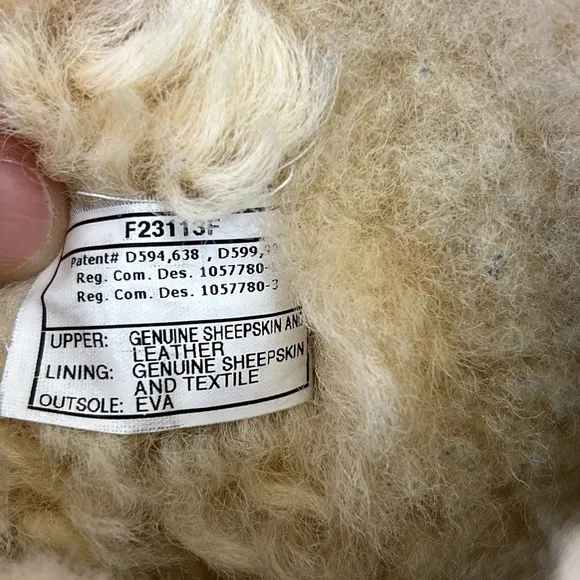 F23113F
Patent# D594,638 , D599,
Reg. Com. Des. 1057780-
Reg. Com. Des. 1057780-3
UPPER: GENUINE SHEEPSKIN AND
LEATHER
LINING: GENUINE SHEEPSKIN
AND TEXTILE
OUTSOLE: EVA